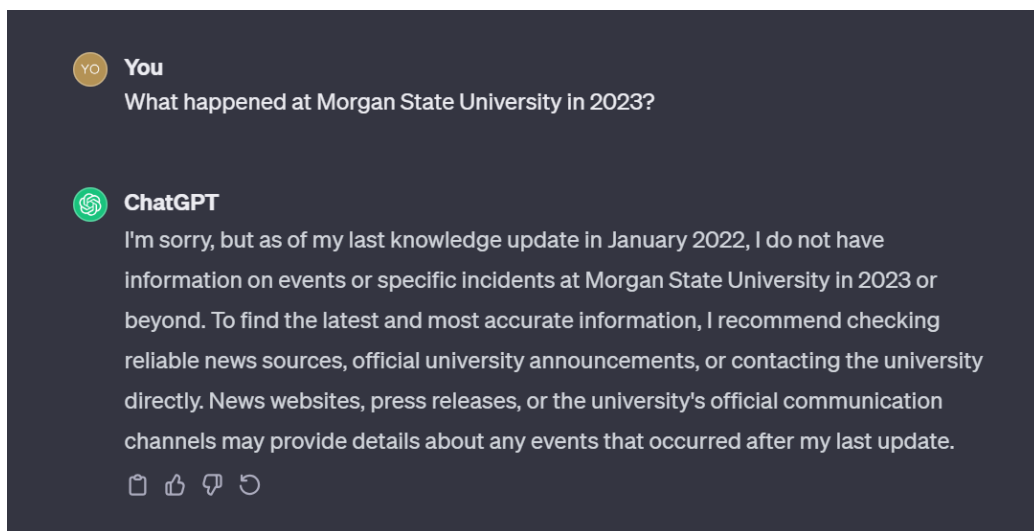 YO
You
What happened at Morgan State University in 2023?
ChatGPT
I'm sorry, but as of my last knowledge update in January 2022, I do not have
information on events or specific incidents at Morgan State University in 2023 or
beyond. To find the latest and most accurate information, I recommend checking
reliable news sources, official university announcements, or contacting the university
directly. News websites, press releases, or the university's official communication
channels may provide details about any events that occurred after my last update.